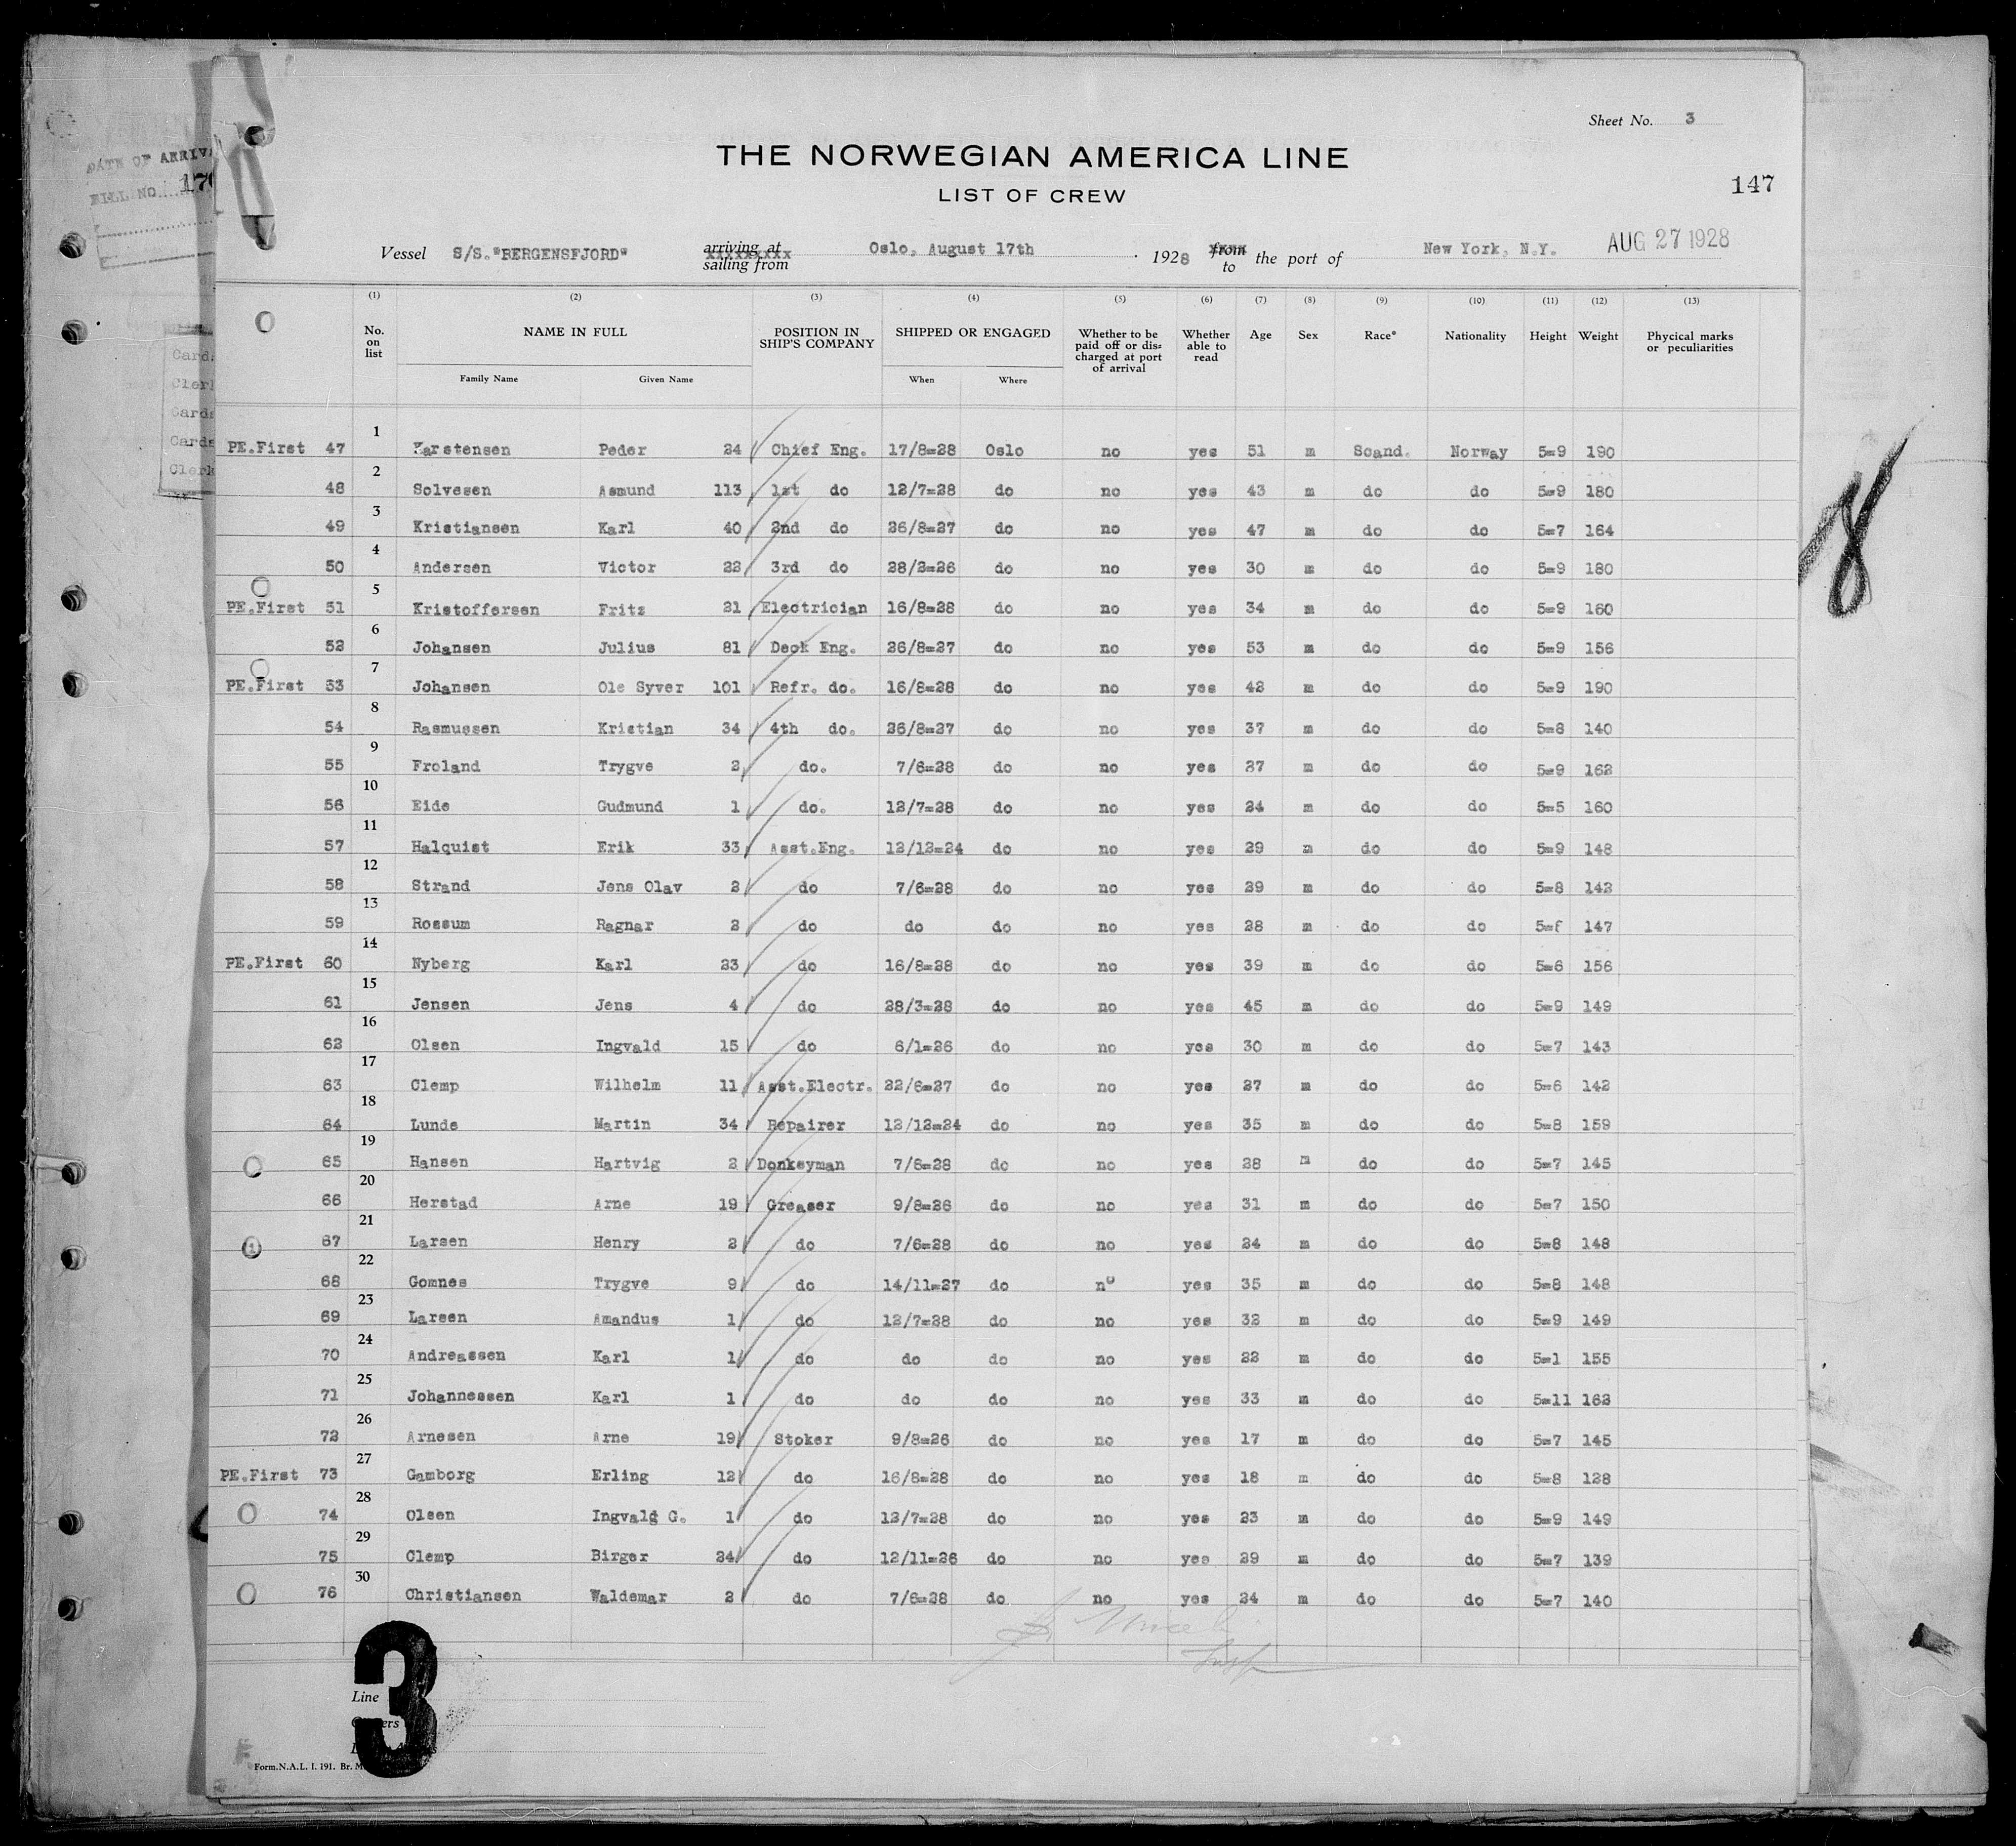 DATE OF ARRIV
BILL NO. 170
Card
Clerk
Cards
Cards
Clerk
Sheet No. 3
THE NORWEGIAN AMERICA LINE
LIST OF CREW
147
Vessel S/S."BERGENSFJORD" arriving at sailing from Oslo, August 17th 1928 from to the port of New York, N.Y. AUG 27 1928
(1) (2) (3) (4) (5) (6) (7) (8) (9) (10) (11) (12) (13)
No. on list NAME IN FULL POSITION IN SHIP'S COMPANY SHIPPED OR ENGAGED Whether to be paid off or dis-charged at port of arrival Whether able to read Age Sex Race* Nationality Height Weight Phycical marks or peculiarities
Family Name Given Name When Where
PE.First 47 1 Karstensen Peder 24 Chief Eng. 17/8-28 Oslo no yes 51 m Scand. Norway 5-9 190
48 2 Solvesen Asmund 113 1st do 12/7-28 do no yes 43 m do do 5-9 180
49 3 Kristiansen Karl 40 2nd do 26/8-27 do no yes 47 m do do 5-7 164
50 4 Andersen Victor 22 3rd do 28/2-26 do no yes 30 m do do 5-9 180
PE.First 51 5 Kristoffersen Fritz 21 Electrician 16/8-28 do no yes 34 m do do 5-9 160
52 6 Johansen Julius 81 Deck Eng. 26/8-27 do no yes 53 m do do 5-9 156
PE.First 53 7 Johansen Ole Syver 101 Refr. do. 16/8-28 do no yes 42 m do do 5-9 190
54 8 Rasmussen Kristian 34 4th do. 26/8-27 do no yes 37 m do do 5-8 140
55 9 Froland Trygve 2 do. 7/6-28 do no yes 27 m do do 5-9 162
56 10 Eide Gudmund 1 do. 12/7-28 do no yes 24 m do do 5-5 160
57 11 Halquist Erik 33 Asst.Eng. 12/12-24 do no yes 29 m do do 5-9 148
58 12 Strand Jens Olav 2 do 7/6-28 do no yes 29 m do do 5-8 142
59 13 Rossum Ragnar 2 do do do no yes 28 m do do 147
PE.First 60 14 Nyberg Karl 23 do 16/8-28 do no yes 39 m do do 5-6 156
61 15 Jensen Jens 4 do 28/3-28 do no yes 45 m do do 5-9 149
62 16 Olsen Ingvald 15 do 6/1-26 do no yes 30 m do do 5-7 143
63 17 Clemp Wilhelm 11 Asst.Electr. 22/6-27 do no yes 27 m do do 5-6 142
64 18 Lunde Martin 34 Repairer 12/12-24 do no yes 35 m do do 5-8 159
65 19 Hansen Hartvig 2 Donkeyman 7/6-28 do no yes 28 m do do 5-7 145
66 20 Herstad Arne 19 Greaser 9/8-26 do no yes 31 m do do 5-7 150
67 21 Larsen Henry 2 do 7/6-28 do no yes 24 m do do 5-8 148
68 22 Gomnes Trygve 9 do 14/11-27 do no yes 35 m do do 5-8 148
69 23 Larsen Amandus 1 do 12/7-28 do no yes 32 m do do 5-9 149
70 24 Andreassen Karl 1 do do do no yes 22 m do do 5-1 155
71 25 Johannessen Karl 1 do do do no yes 33 m do do 5-11 162
72 26 Arnesen Arne 19 Stoker 9/8-26 do no yes 17 m do do 5-7 145
PE.First 73 27 Gamborg Erling 12 do 16/8-28 do no yes 18 m do do 5-8 128
74 28 Olsen Ingvald G. 1 do 12/7-28 do no yes 23 m do do 5-9 149
75 29 Clemp Birger 24 do 12/11-26 do no yes 29 m do do 5-7 139
76 30 Christiansen Waldemar 2 do 7/6-28 do no yes 24 m do do 5-7 140
3
Line
Form.N.A.L. I. 191. Br.